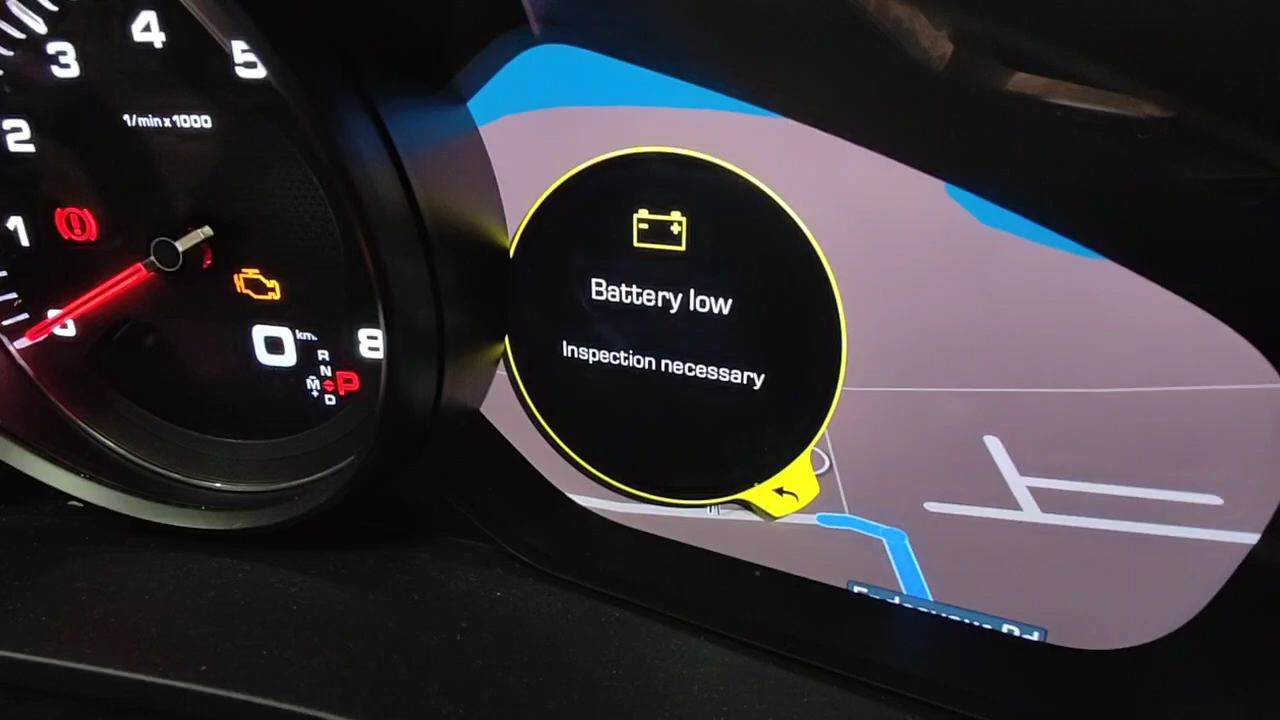 4
3
5
1/min x 1000
2
1
0
km
8
R
N
M
P
+
D
Battery low
Inspection necessary